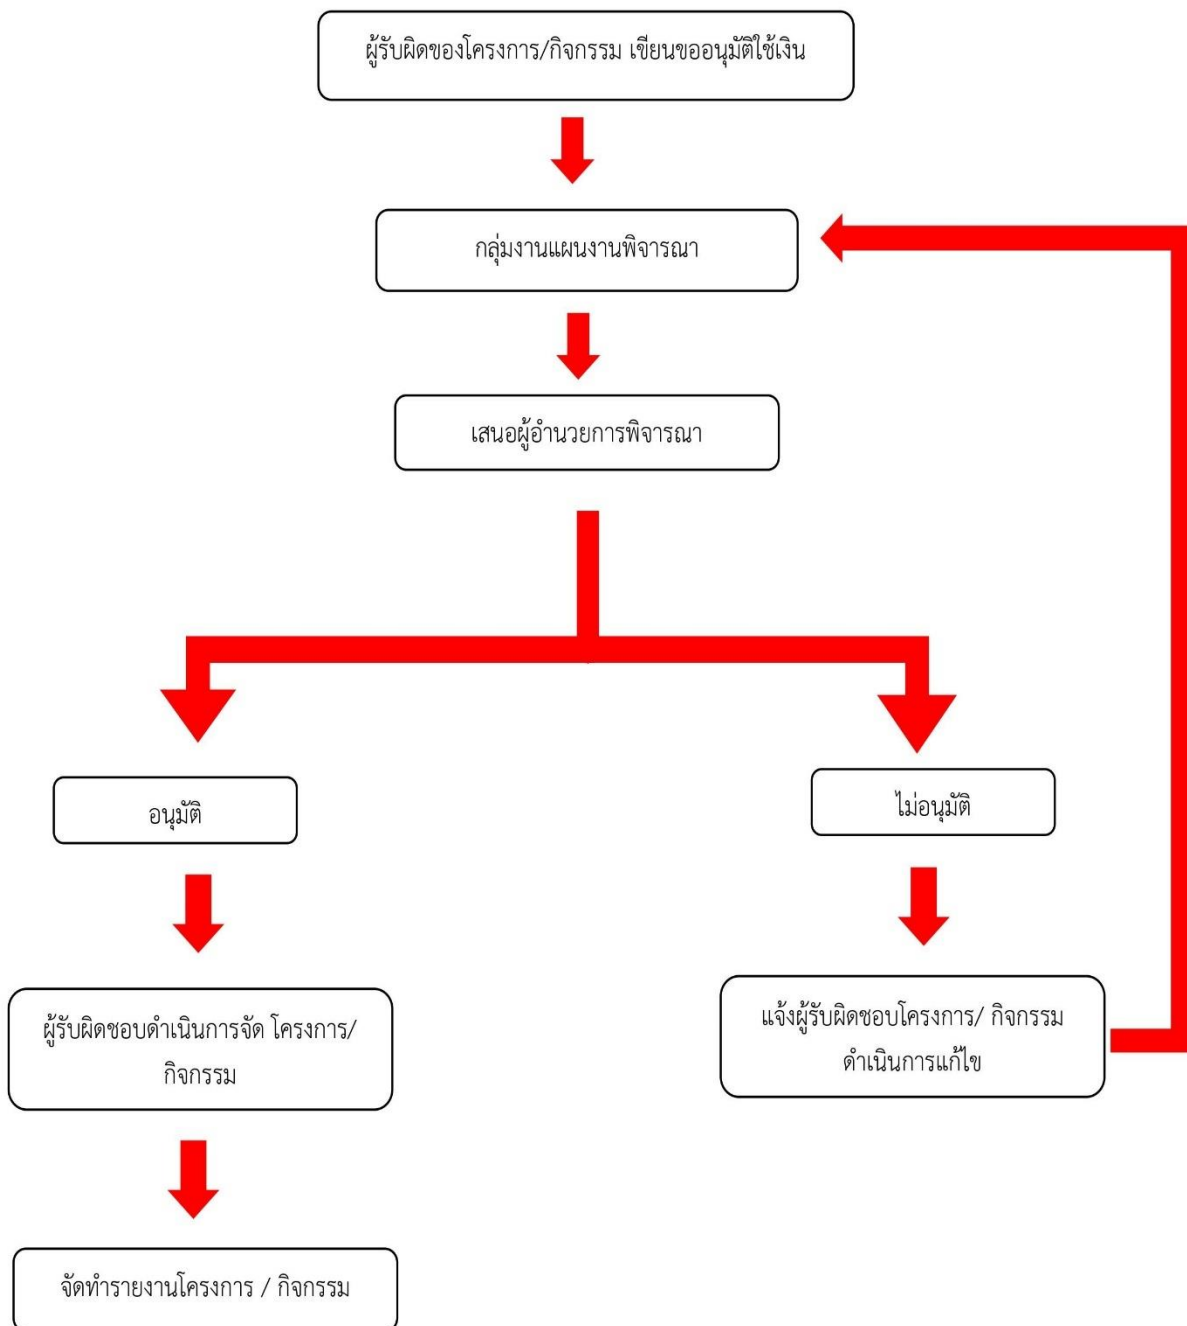 ผู้รับผิดของโครงการ/กิจกรรม เขียนขออนุมัติใช้เงิน
กลุ่มงานแผนงานพิจารณา
เสนอผู้อำนวยการพิจารณา
อนุมัติ
ไม่อนุมัติ
ผู้รับผิดชอบดำเนินการจัด โครงการ/
กิจกรรม
แจ้งผู้รับผิดชอบโครงการ/ กิจกรรม
ดำเนินการแก้ไข
จัดทำรายงานโครงการ / กิจกรรม